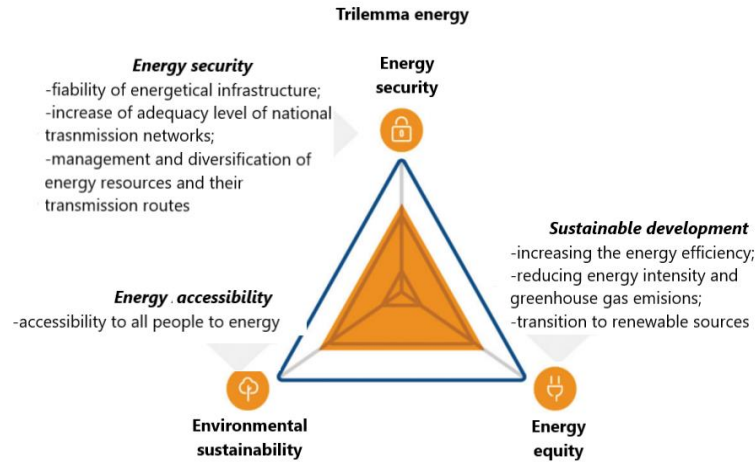 Trilemma energy
Energy
security
Energy security
-fiability of energetical infrastructure;
-increase of adequacy level of national
trasnmission networks;
-management and diversification of
energy resources and their
transmission routes
Sustainable development
-increasing the energy efficiency;
-reducing energy intensity and
greenhouse gas emisions;
-transition to renewable sources
Energy accessibility
-accessibility to all people to energy
Environmental
sustainability
Energy
equity